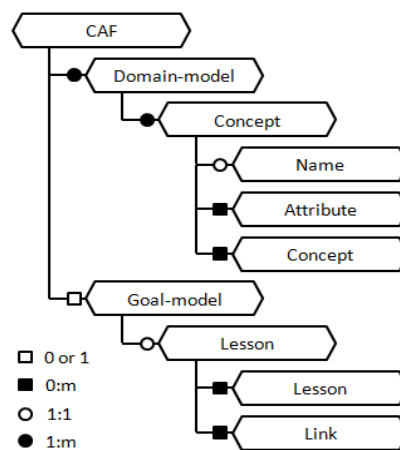 CAF
Domain-model
Concept
Name
Attribute
Concept
Goal-model
Lesson
Lesson
Link
0 or 1
0:m
1:1
1:m